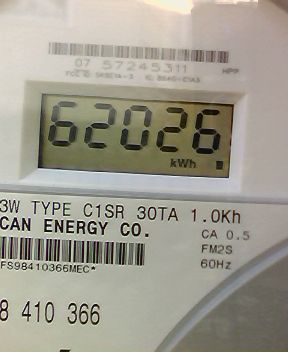 07 57245311 HPP
62026
kWh
3W TYPE C1SR 30TA 1.0Kh
CAN ENERGY CO.
CA 0.5
FM2S
60Hz
FS98410366MEC*
8 410 366